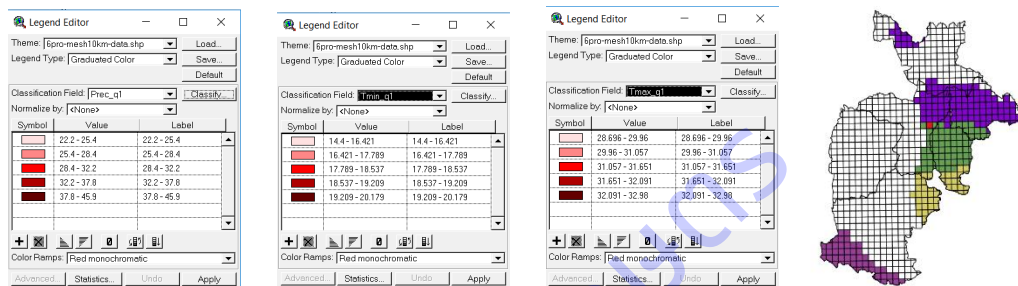 Legend Editor
Theme: 6pro-mesh10km-data.shp Load...
Legend Type: Graduated Color Save...
Default
Classification Field: Prec_q1 Classify...
Normalize by: <None>
Symbol Value Label
22.2 - 25.4 22.2 - 25.4
25.4 - 28.4 25.4 - 28.4
28.4 - 32.2 28.4 - 32.2
32.2 - 37.8 32.2 - 37.8
37.8 - 45.9 37.8 - 45.9
Color Ramps: Red monochromatic
Advanced... Statistics... Undo Apply
Legend Editor
Theme: 6pro-mesh10km-data.shp Load...
Legend Type: Graduated Color Save...
Default
Classification Field: Tmin_q1 Classify...
Normalize by: <None>
Symbol Value Label
14.4 - 16.421 14.4 - 16.421
16.421 - 17.789 16.421 - 17.789
17.789 - 18.537 17.789 - 18.537
18.537 - 19.209 18.537 - 19.209
19.209 - 20.179 19.209 - 20.179
Color Ramps: Red monochromatic
Advanced... Statistics... Undo Apply
Legend Editor
Theme: 6pro-mesh10km-data.shp Load...
Legend Type: Graduated Color Save...
Default
Classification Field: Tmax_q1 Classify...
Normalize by: <None>
Symbol Value Label
28.696 - 29.96 28.696 - 29.96
29.96 - 31.057 29.96 - 31.057
31.057 - 31.651 31.057 - 31.651
31.651 - 32.091 31.651 - 32.091
32.091 - 32.98 32.091 - 32.98
Color Ramps: Red monochromatic
Advanced... Statistics... Undo Apply